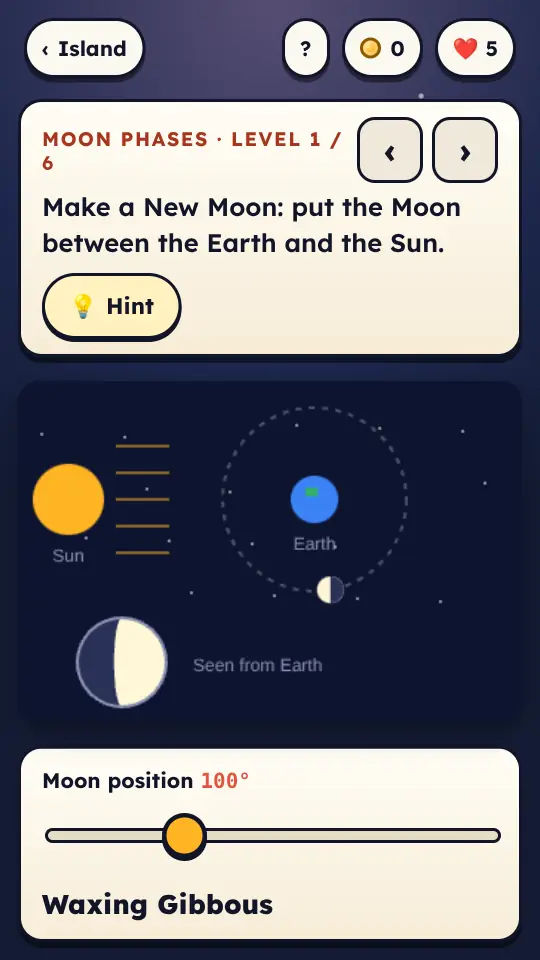 ‹ Island
?
0
5
MOON PHASES · LEVEL 1 /
6
‹
›
Make a New Moon: put the Moon
between the Earth and the Sun.
Hint
Sun
Earth
Seen from Earth
Moon position 100°
Waxing Gibbous